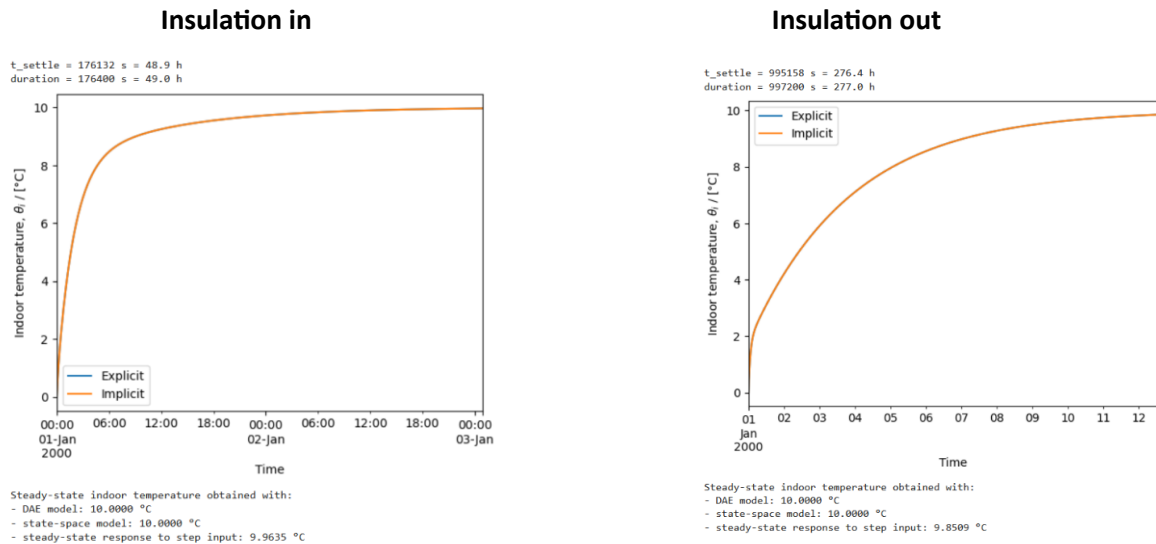 Insulation in
t_settle = 176132 s = 48.9 h
duration = 176400 s = 49.0 h
10
8
6
4
2
0
Indoor temperature, θᵢ / [°C]
Explicit
Implicit
00:00 06:00 12:00 18:00 00:00 06:00 12:00 18:00 00:00
01-Jan 02-Jan 03-Jan
2000
Time
Steady-state indoor temperature obtained with:
- DAE model: 10.0000 °C
- state-space model: 10.0000 °C
- steady-state response to step input: 9.9635 °C
Insulation out
t_settle = 995158 s = 276.4 h
duration = 997200 s = 277.0 h
10
8
6
4
2
0
Indoor temperature, θᵢ / [°C]
Explicit
Implicit
01 02 03 04 05 06 07 08 09 10 11 12
Jan
2000
Time
Steady-state indoor temperature obtained with:
- DAE model: 10.0000 °C
- state-space model: 10.0000 °C
- steady-state response to step input: 9.8509 °C